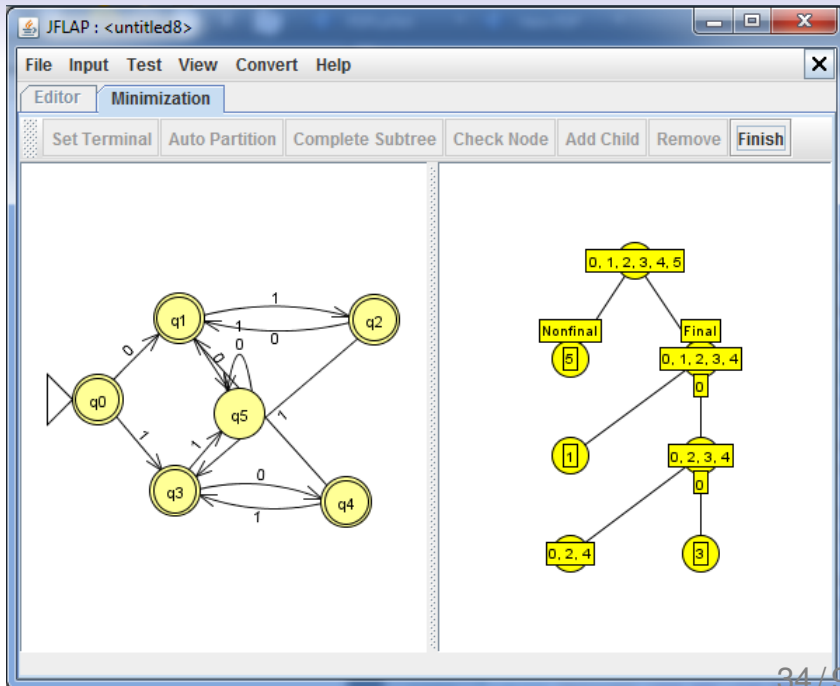 JFLAP : <untitled8>
File Input Test View Convert Help
Editor Minimization
Set Terminal Auto Partition Complete Subtree Check Node Add Child Remove Finish
q0
q1
q2
q3
q4
q5
0
1
1
0
1
0
0
1
1
0
1
0, 1, 2, 3, 4, 5
Nonfinal Final
5 0, 1, 2, 3, 4
0
1 0, 2, 3, 4
0
0, 2, 4 3
34 /